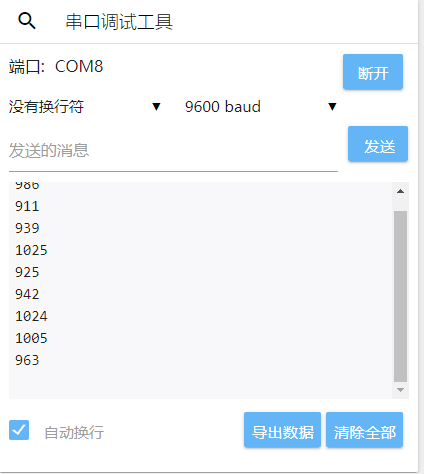 串口调试工具
端口：COM8
断开
没有换行符 ▼ 9600 baud ▼
发送的消息
发送
986
911
939
1025
925
942
1024
1005
963
自动换行
导出数据 清除全部